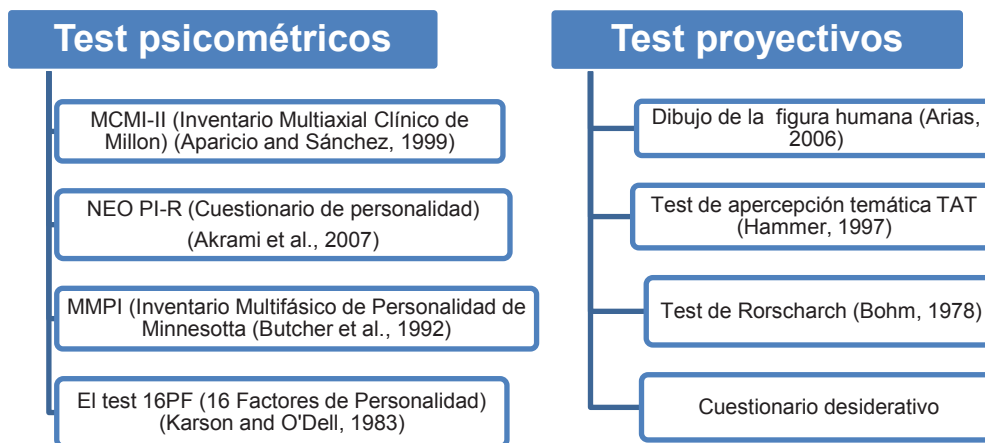 Test psicométricos
MCMI-II (Inventario Multiaxial Clínico de
Millon) (Aparicio and Sánchez, 1999)
NEO PI-R (Cuestionario de personalidad)
(Akrami et al., 2007)
MMPI (Inventario Multifásico de Personalidad de
Minnesotta (Butcher et al., 1992)
El test 16PF (16 Factores de Personalidad)
(Karson and O'Dell, 1983)
Test proyectivos
Dibujo de la figura humana (Arias,
2006)
Test de apercepción temática TAT
(Hammer, 1997)
Test de Rorscharch (Bohm, 1978)
Cuestionario desiderativo